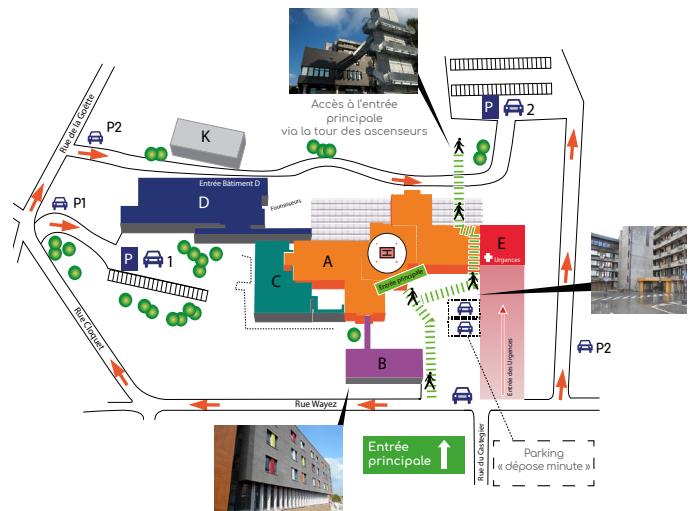 Accès à l'entrée
principale
via la tour des ascenseurs
P 2
Rue de la Goëtte
P2
K
Entrée Bâtiment D
D
Fournisseurs
P1
P 1
E
Urgences
A
C
Entrée principale
Entrée des Urgences
P2
Rue Cloquet
B
Rue Wayez
Entrée
principale
Rue du Castegier
Parking
« dépose minute »